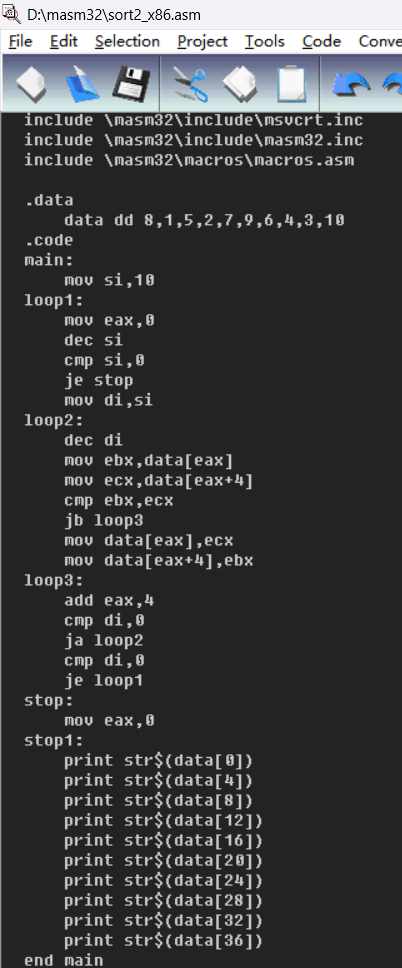 D:\masm32\sort2_x86.asm
File Edit Selection Project Tools Code Conve
include \masm32\include\msvcrt.inc
include \masm32\include\masm32.inc
include \masm32\macros\macros.asm
.data
data dd 8,1,5,2,7,9,6,4,3,10
.code
main:
mov si,10
loop1:
mov eax,0
dec si
cmp si,0
je stop
mov di,si
loop2:
dec di
mov ebx,data[eax]
mov ecx,data[eax+4]
cmp ebx,ecx
jb loop3
mov data[eax],ecx
mov data[eax+4],ebx
loop3:
add eax,4
cmp di,0
ja loop2
cmp di,0
je loop1
stop:
mov eax,0
stop1:
print str$(data[0])
print str$(data[4])
print str$(data[8])
print str$(data[12])
print str$(data[16])
print str$(data[20])
print str$(data[24])
print str$(data[28])
print str$(data[32])
print str$(data[36])
end main